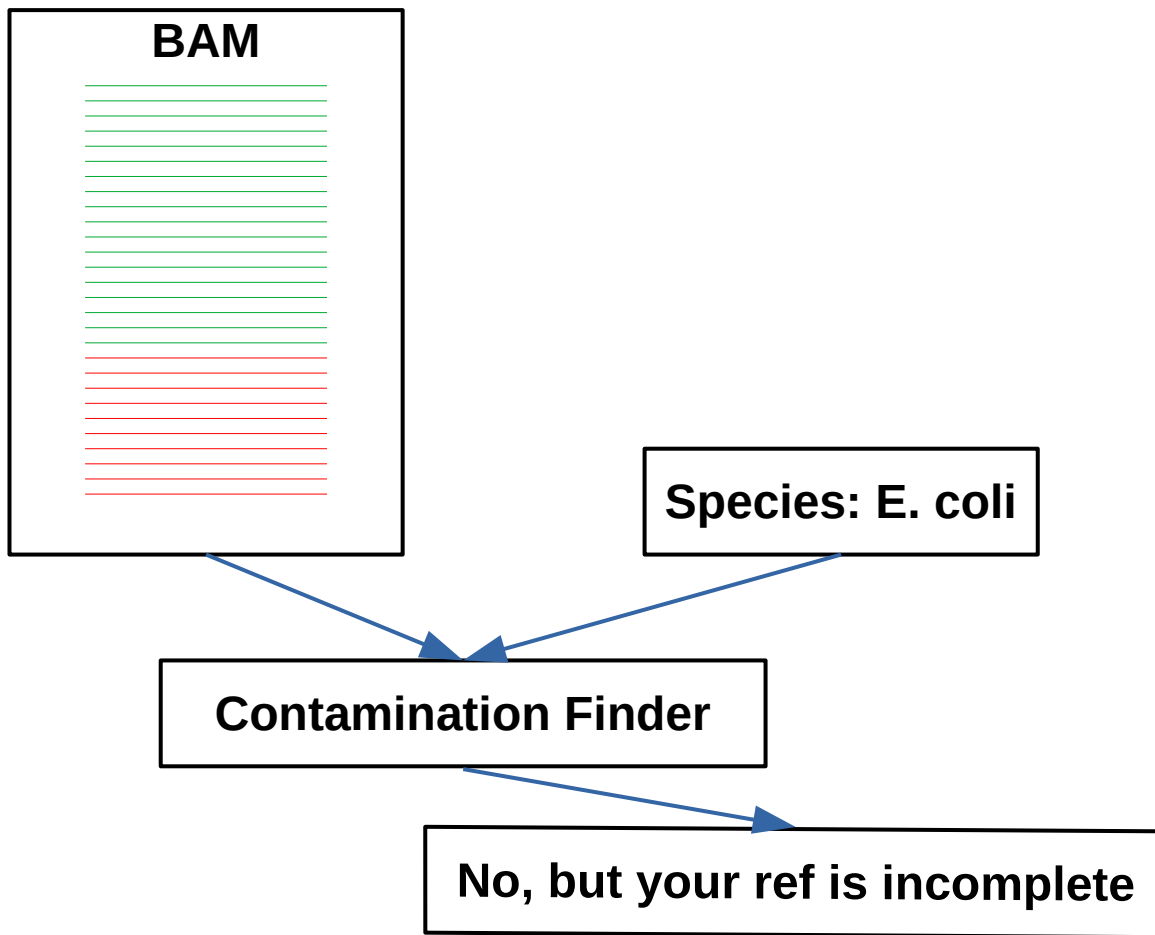 BAM
Species: E. coli
Contamination Finder
No, but your ref is incomplete